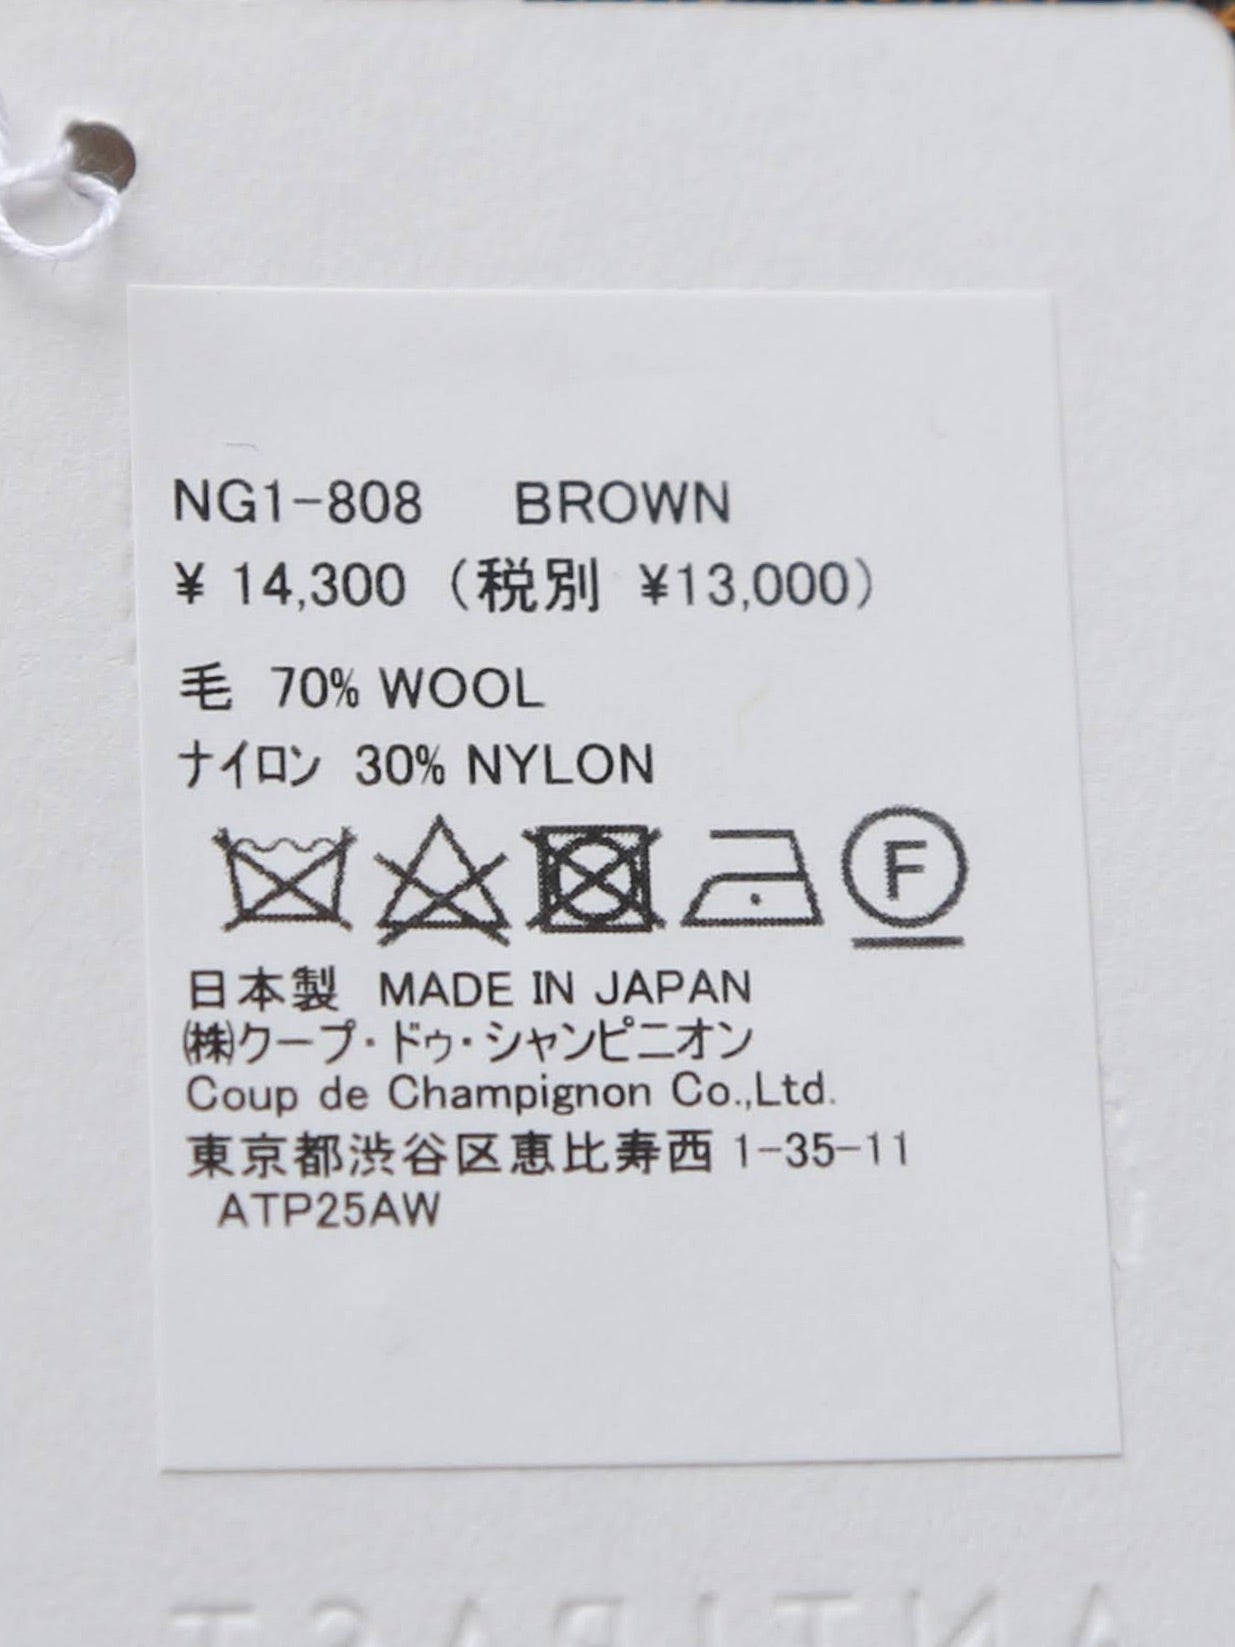 NG1-808 BROWN
¥ 14,300 (税別 ¥13,000)
毛 70% WOOL
ナイロン 30% NYLON
F
日本製 MADE IN JAPAN
㈱クープ・ドゥ・シャンピニオン
Coup de Champignon Co.,Ltd.
東京都渋谷区恵比寿西 1-35-11
ATP25AW
ANTIPAST